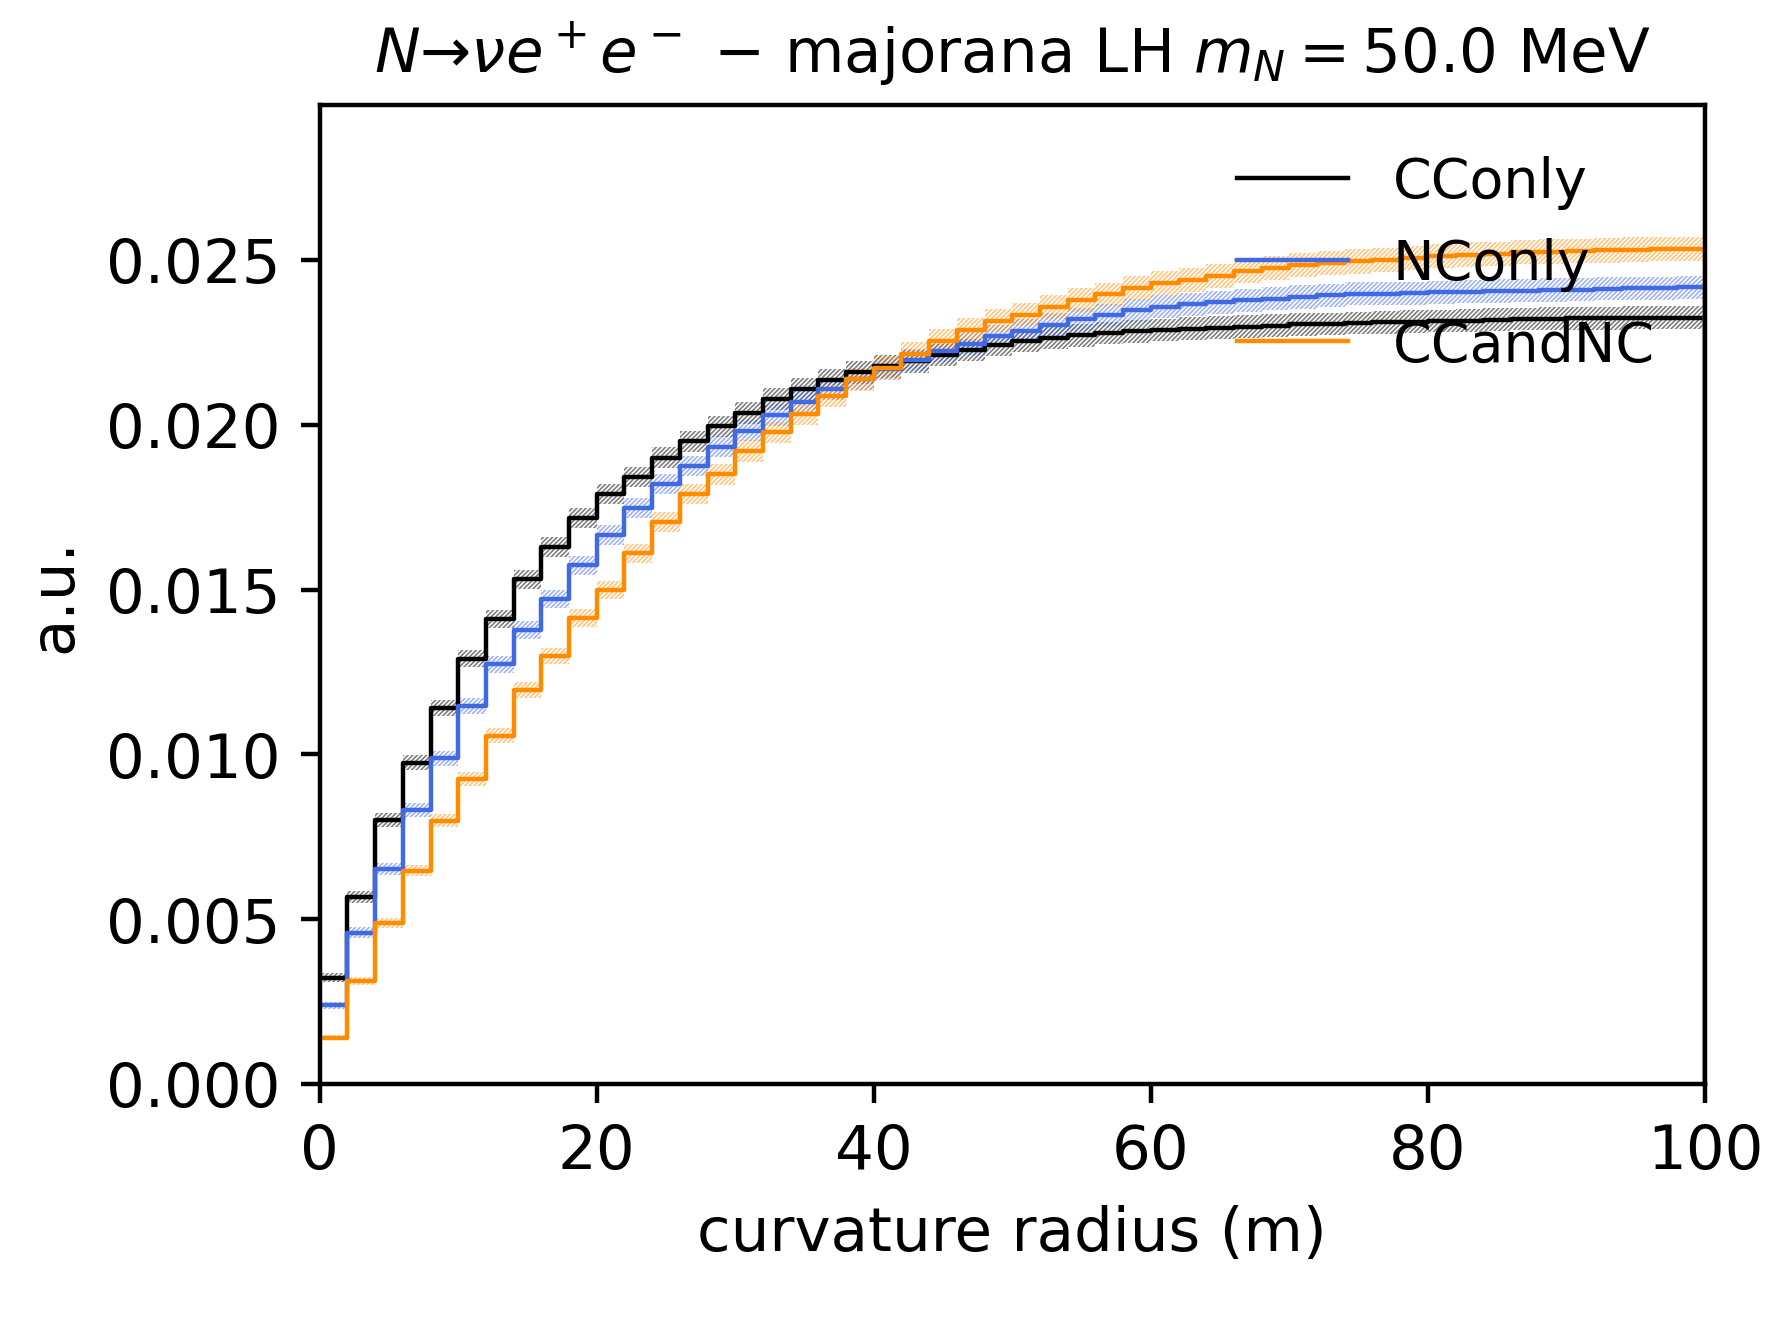 N→νe⁺e⁻ − majorana LH m_N = 50.0 MeV
CConly
NConly
CCandNC
0.025
0.020
0.015
0.010
0.005
0.000
a.u.
0 20 40 60 80 100
curvature radius (m)